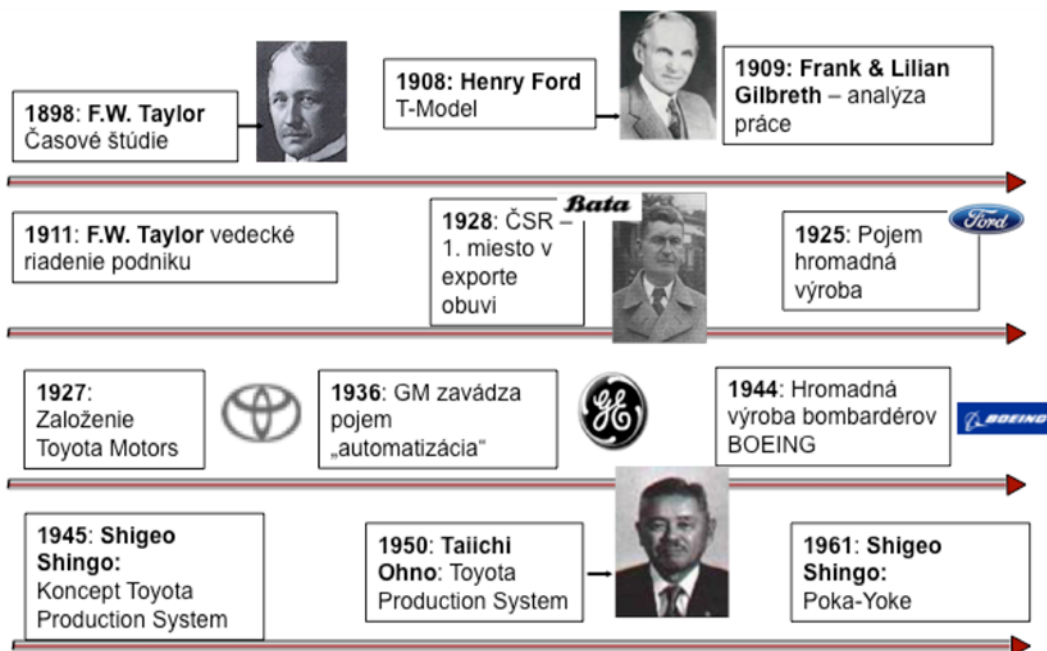 1898: F.W. Taylor
Časové štúdie
1908: Henry Ford
T-Model
1909: Frank & Lilian
Gilbreth – analýza
práce
1911: F.W. Taylor vedecké
riadenie podniku
1928: ČSR –
1. miesto v
exporte
obuvi
Bata
1925: Pojem
hromadná
výroba
Ford
1927:
Založenie
Toyota Motors
1936: GM zavádza
pojem
„automatizácia“
GE
1944: Hromadná
výroba bombardérov
BOEING
BOEING
1945: Shigeo
Shingo:
Koncept Toyota
Production System
1950: Taiichi
Ohno: Toyota
Production System
1961: Shigeo
Shingo:
Poka-Yoke